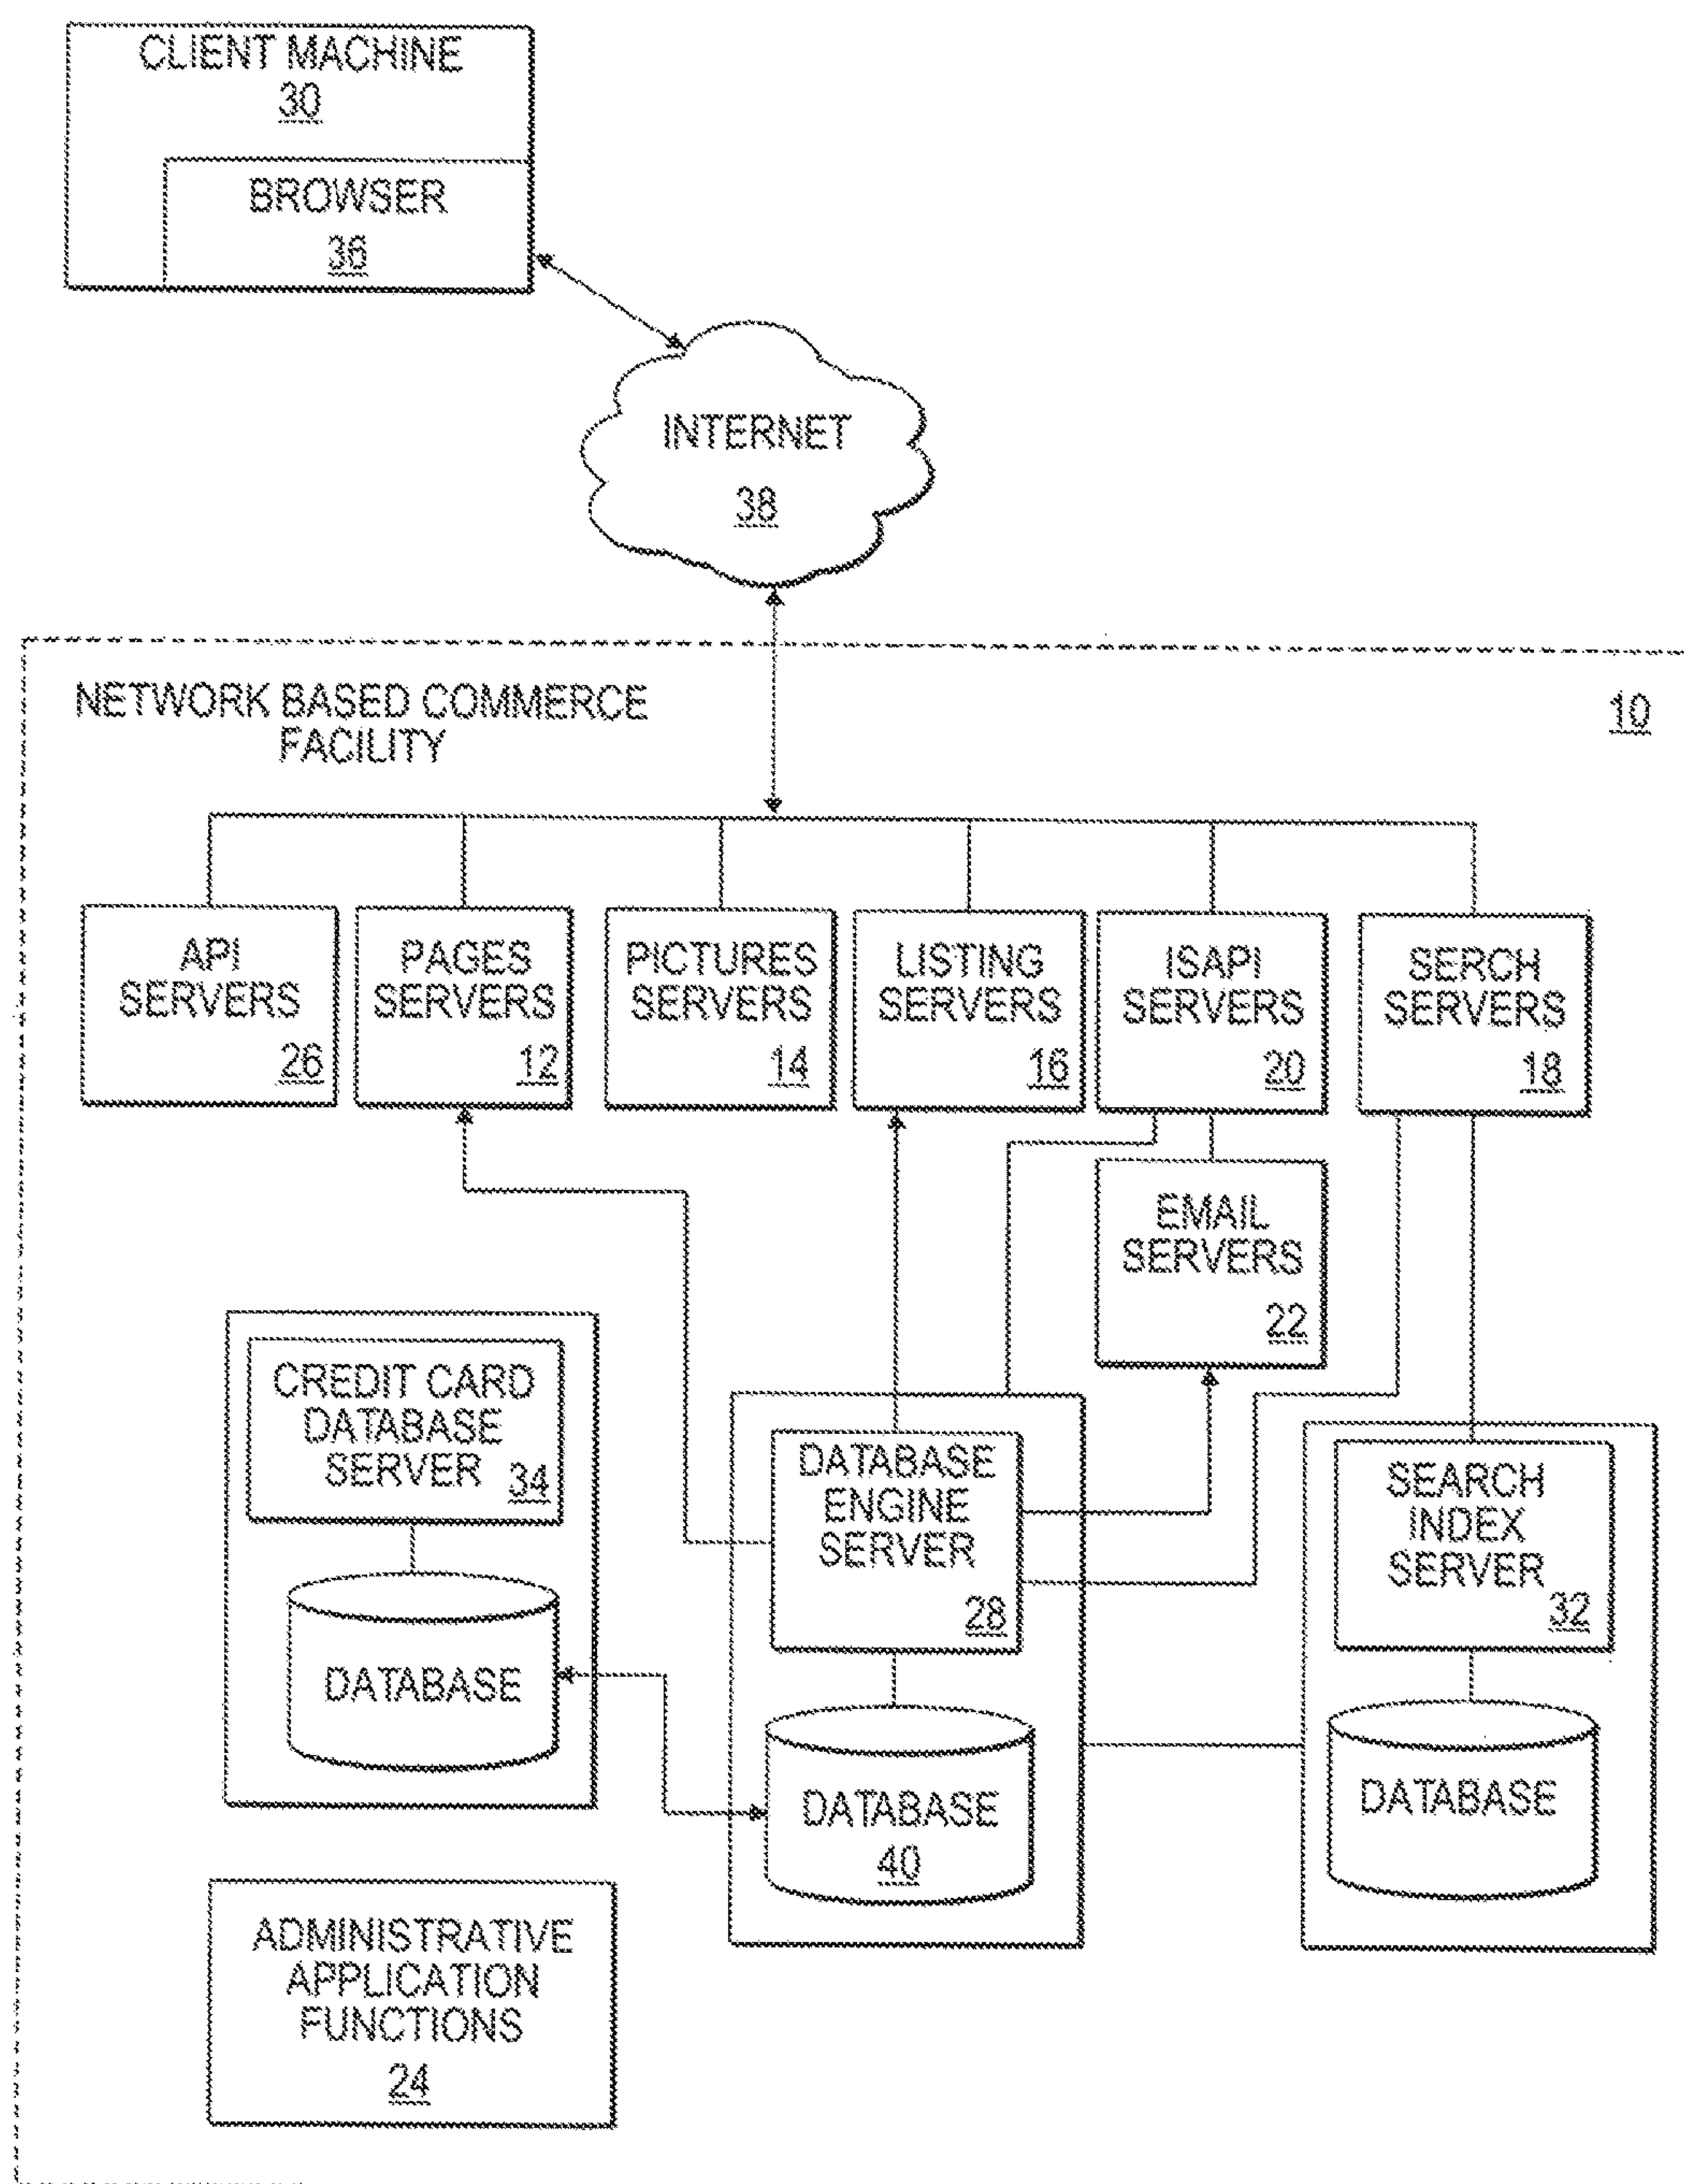 CLIENT MACHINE
30
BROWSER
36
INTERNET
38
NETWORK BASED COMMERCE
FACILITY
10
API
SERVERS
26
PAGES
SERVERS
12
PICTURES
SERVERS
14
LISTING
SERVERS
16
ISAPI
SERVERS
20
SERCH
SERVERS
18
EMAIL
SERVERS
22
CREDIT CARD
DATABASE
SERVER
34
DATABASE
DATABASE
ENGINE
SERVER
28
DATABASE
40
SEARCH
INDEX
SERVER
32
DATABASE
ADMINISTRATIVE
APPLICATION
FUNCTIONS
24